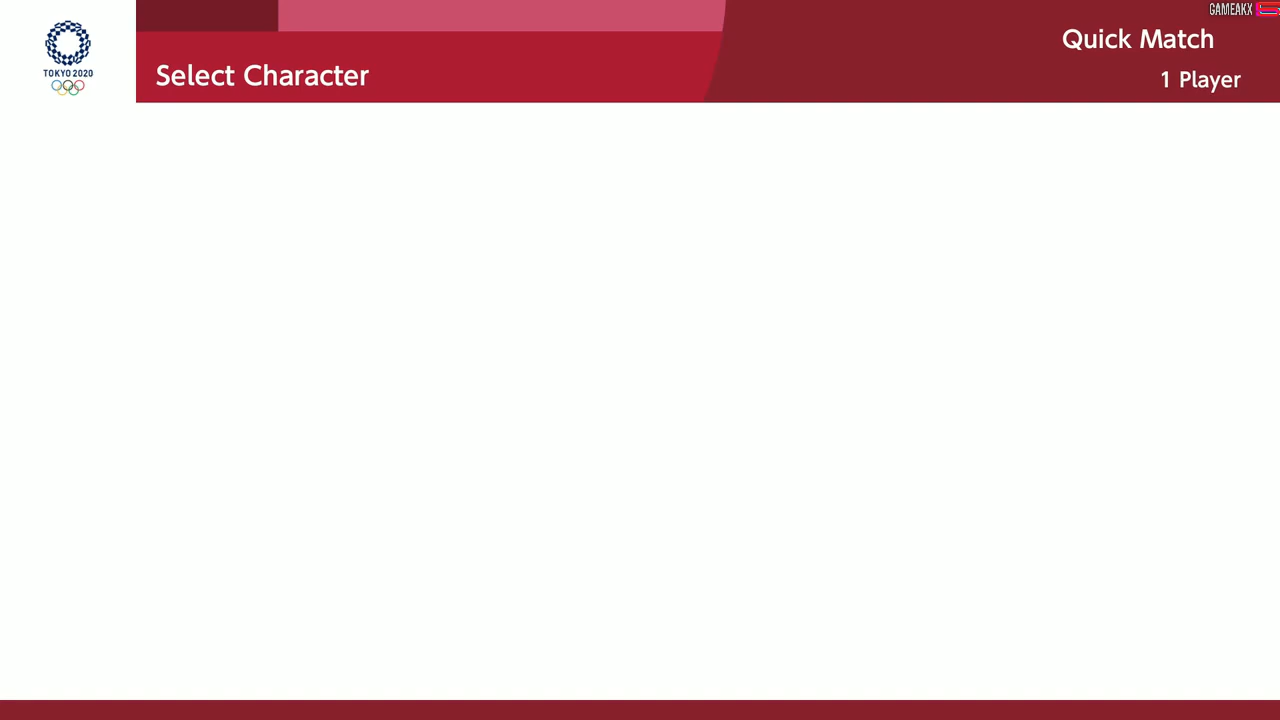 GAMEAKX
Quick Match
Select Character
1 Player
TOKYO 2020